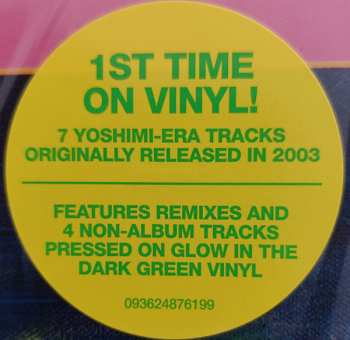 1ST TIME
ON VINYL!
7 YOSHIMI-ERA TRACKS
ORIGINALLY RELEASED IN 2003
FEATURES REMIXES AND
4 NON-ALBUM TRACKS
PRESSED ON GLOW IN THE
DARK GREEN VINYL
093624876199